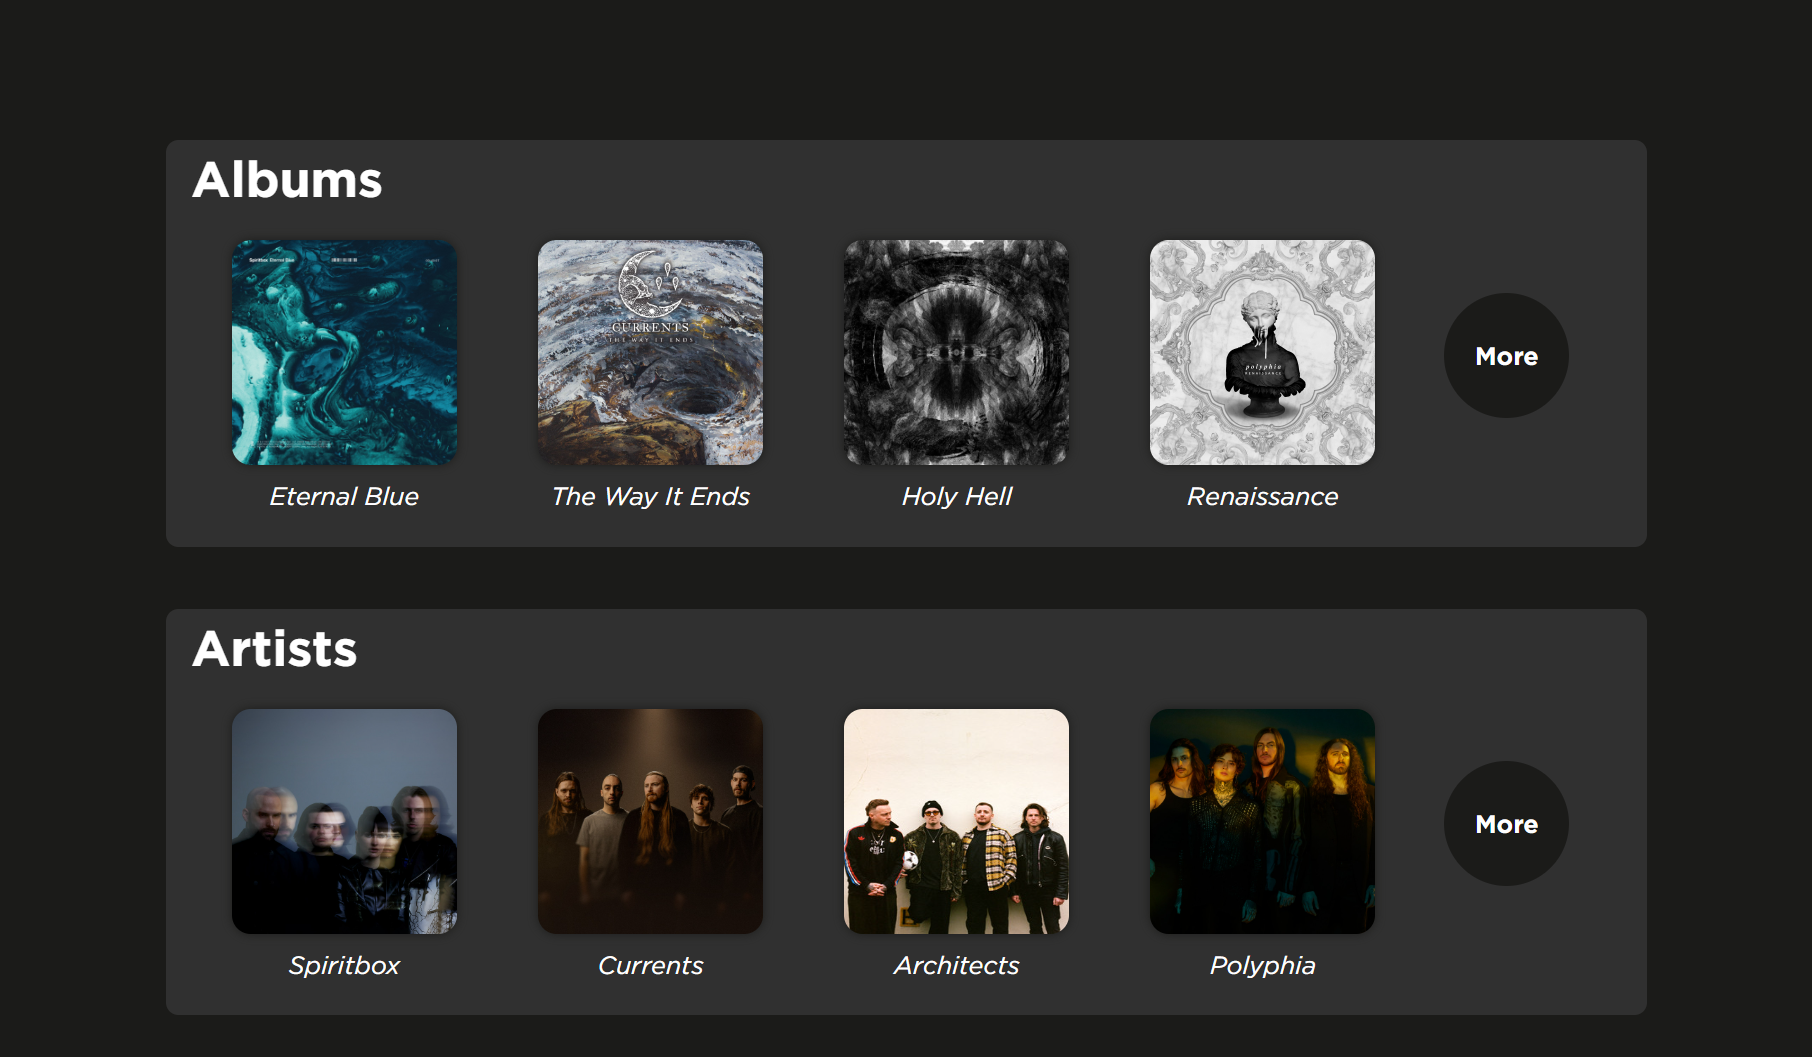 Albums
Spiritbox Eternal Blue
CURRENTS
THE WAY IT ENDS
polyphia
RENAISSANCE
More
Eternal Blue
The Way It Ends
Holy Hell
Renaissance
Artists
More
Spiritbox
Currents
Architects
Polyphia